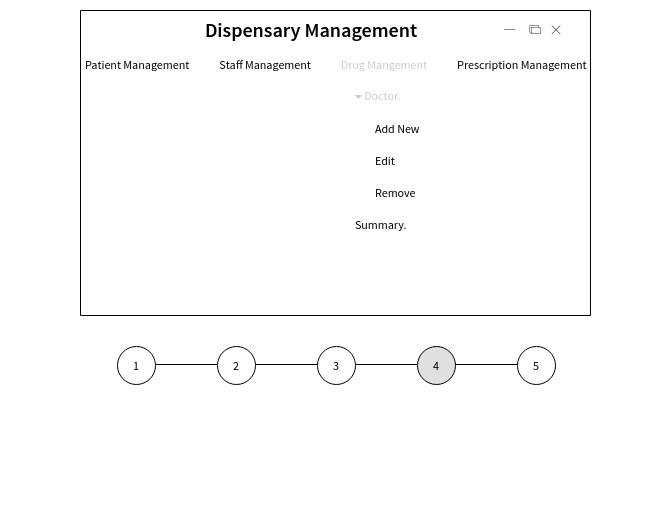 Dispensary Management
Patient Management Staff Management Drug Mangement Prescription Management
Doctor.
Add New
Edit
Remove
Summary.
1 2 3 4 5